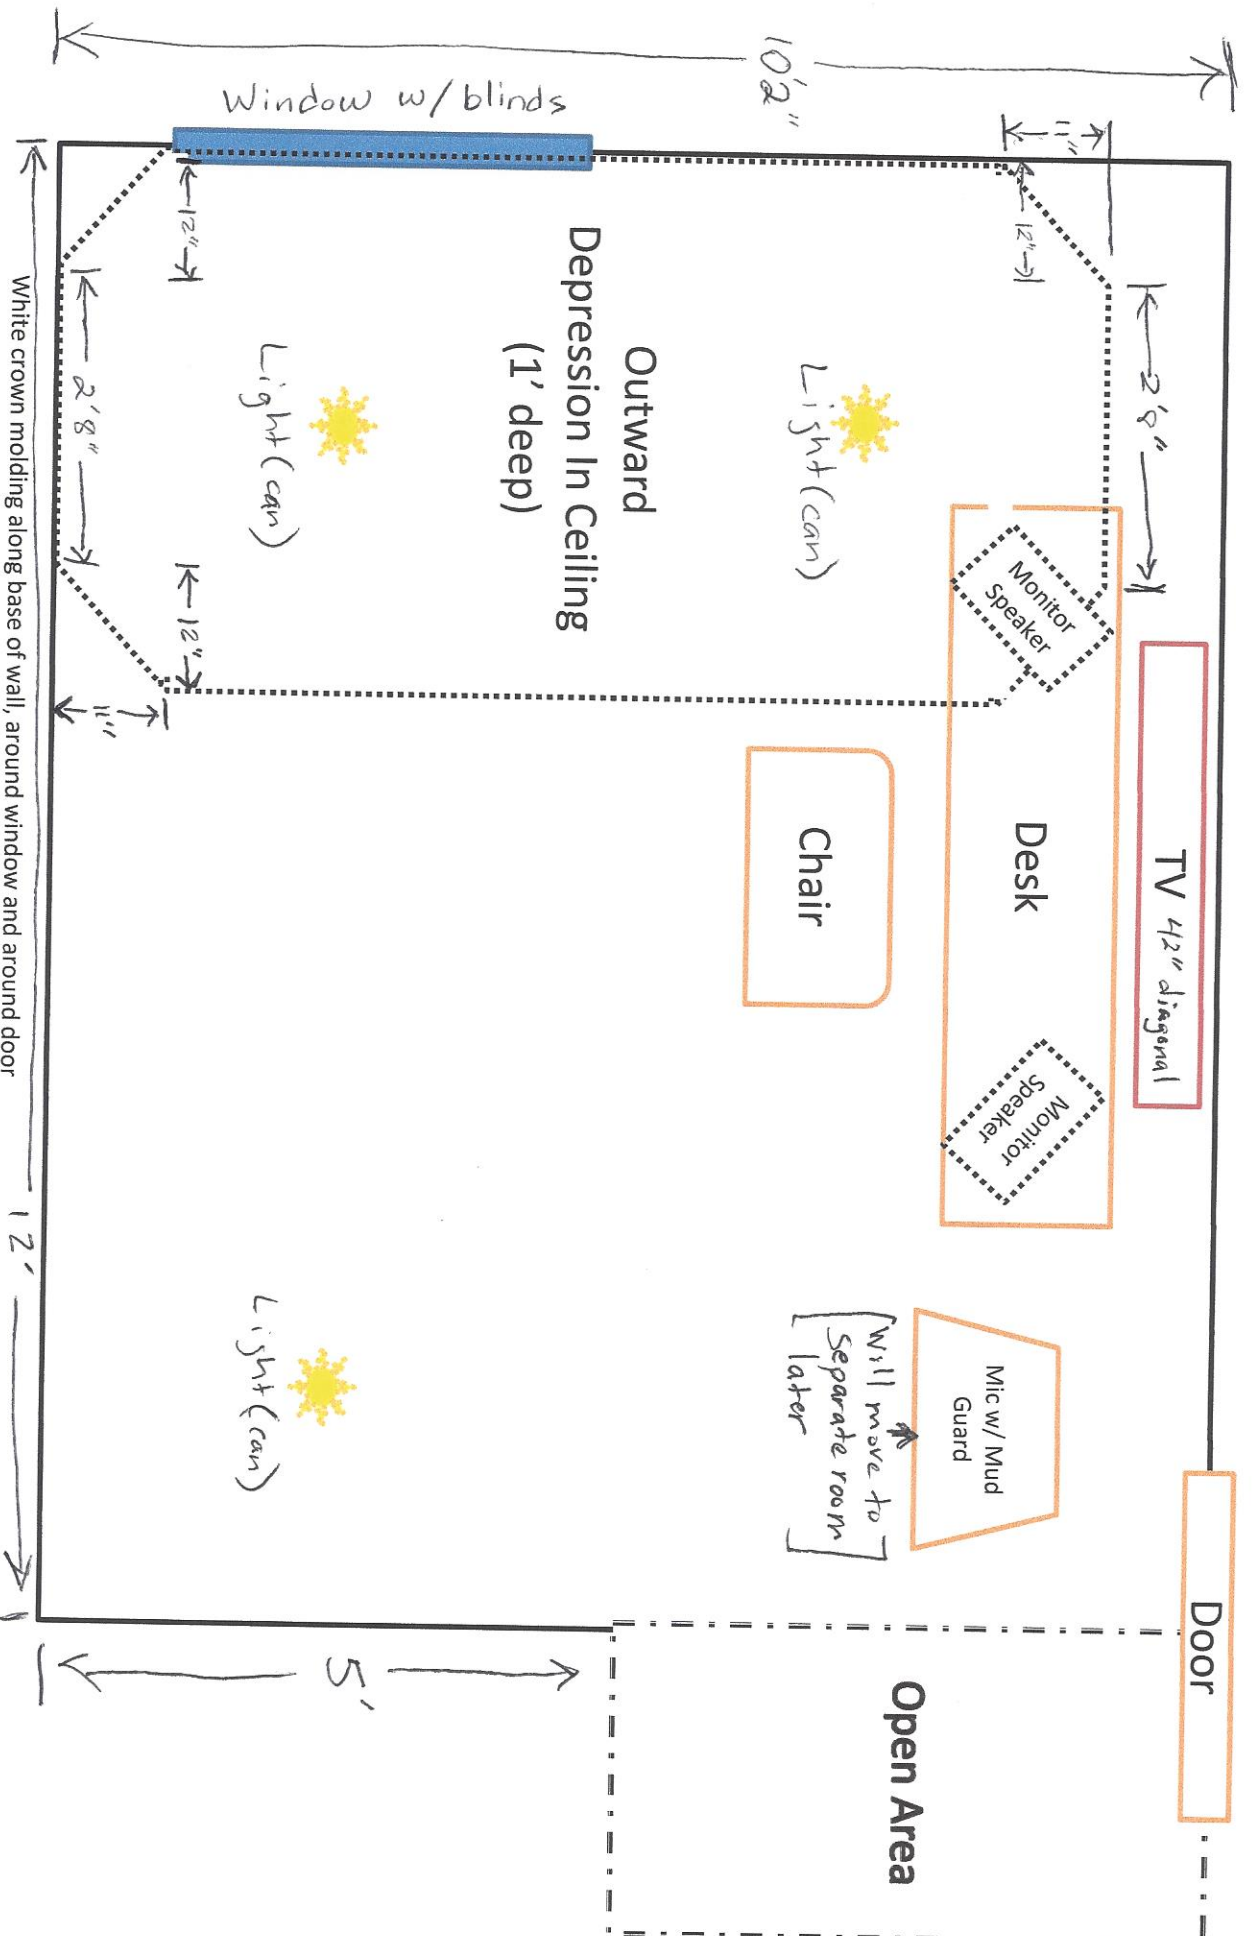 10'2"
11"
Window w/ blinds
12"
12"
2'8"
TV 42" diagonal
Door
Outward
Depression In Ceiling
(1' deep)
Light(can)
Light(can)
Monitor
Speaker
Desk
Monitor
Speaker
Chair
Mic w/ Mud
Guard
[Will move to
separate room
later]
Open Area
2'8"
12"
11"
Light(can)
5'
12'
White crown molding along base of wall, around window and around door